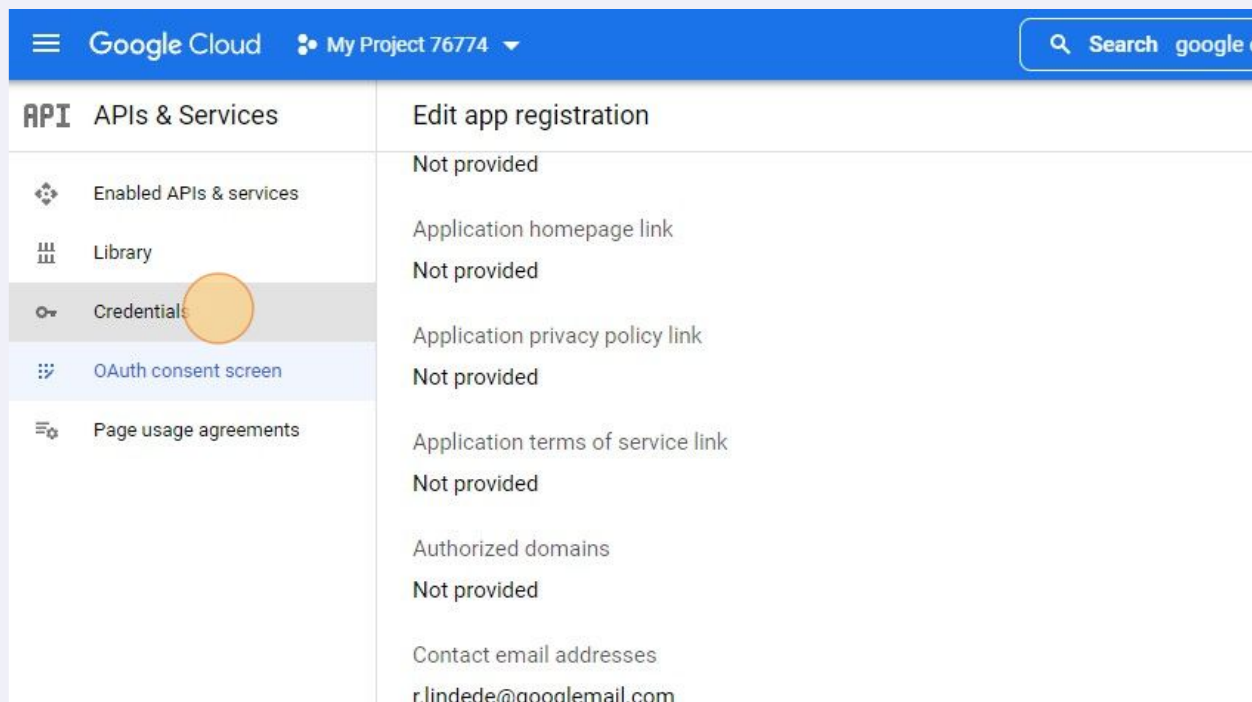 Google Cloud My Project 76774 Search google
API APIs & Services
Enabled APIs & services
Library
Credentials
OAuth consent screen
Page usage agreements
Edit app registration
Not provided
Application homepage link
Not provided
Application privacy policy link
Not provided
Application terms of service link
Not provided
Authorized domains
Not provided
Contact email addresses
r.lindede@googlemail.com